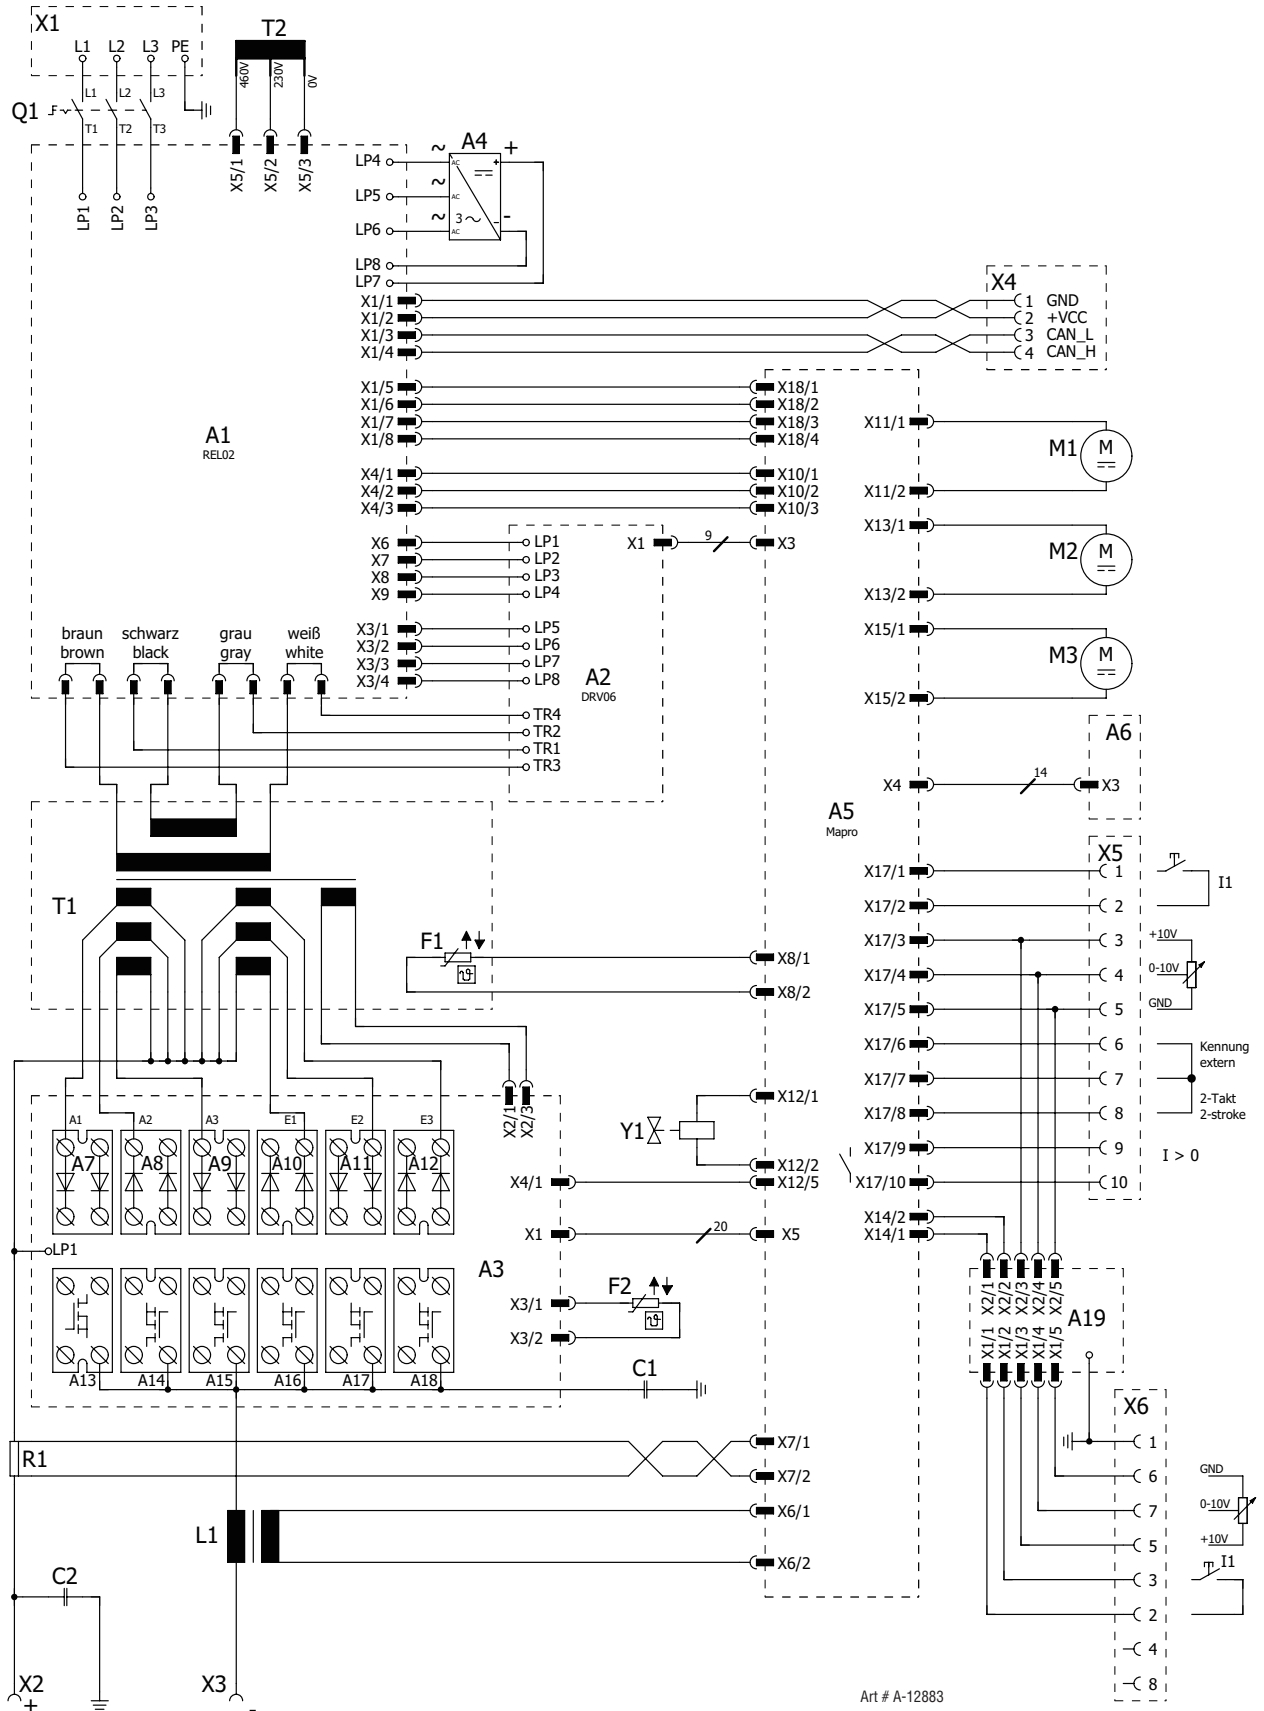 X1
L1 L2 L3 PE
T2
460V
230V
0V
Q1
L1 L2 L3
T1 T2 T3
X5/1
X5/2
X5/3
LP1
LP2
LP3
A4
~ +
AC + 
~
AC
~ 3~ - -
AC
LP4
LP5
LP6
LP8
LP7
X4
X1/1 1 GND
X1/2 2 +VCC
X1/3 3 CAN_L
X1/4 4 CAN_H
X1/5 X18/1
X1/6 X18/2
X1/7 X18/3
X1/8 X18/4
A1
REL02
X4/1 X10/1
X4/2 X10/2
X4/3 X10/3
X11/1
M1 M
X11/2
X13/1
M2 M
X13/2
X15/1
M3 M
X15/2
X6 LP1 X1 9 X3
X7 LP2
X8 LP3
X9 LP4
X3/1 LP5
X3/2 LP6
X3/3 LP7
X3/4 LP8
A2
DRV06
TR4
TR2
TR1
TR3
braun schwarz grau weiß
brown black gray white
A6
X4 14 X3
A5
Mapro
X5
X17/1 1
X17/2 2
I1
X17/3 3 +10V
X17/4 4 0-10V
X17/5 5 GND
X17/6 6
X17/7 7
X17/8 8
Kennung
extern
2-Takt
2-stroke
X17/9 9
I > 0
X17/10 10
X14/2
X14/1
T1
F1
ϑ
X8/1
X8/2
X2/1
X2/3
X12/1
Y1
X12/2
X4/1 X12/5
X1 20 X5
A1 A2 A3 E1 E2 E3
A7 A8 A9 A10 A11 A12
LP1
A3
X3/1 F2
ϑ
X3/2
A13 A14 A15 A16 A17 A18
C1
X2/1
X2/2
X2/3
X2/4
X2/5
A19
X1/1
X1/2
X1/3
X1/4
X1/5
X6
1
6 GND
7 0-10V
5 +10V
3 I1
2
4
8
R1
X7/1
X7/2
L1
X6/1
X6/2
C2
X2
+
X3
-
Art # A-12883